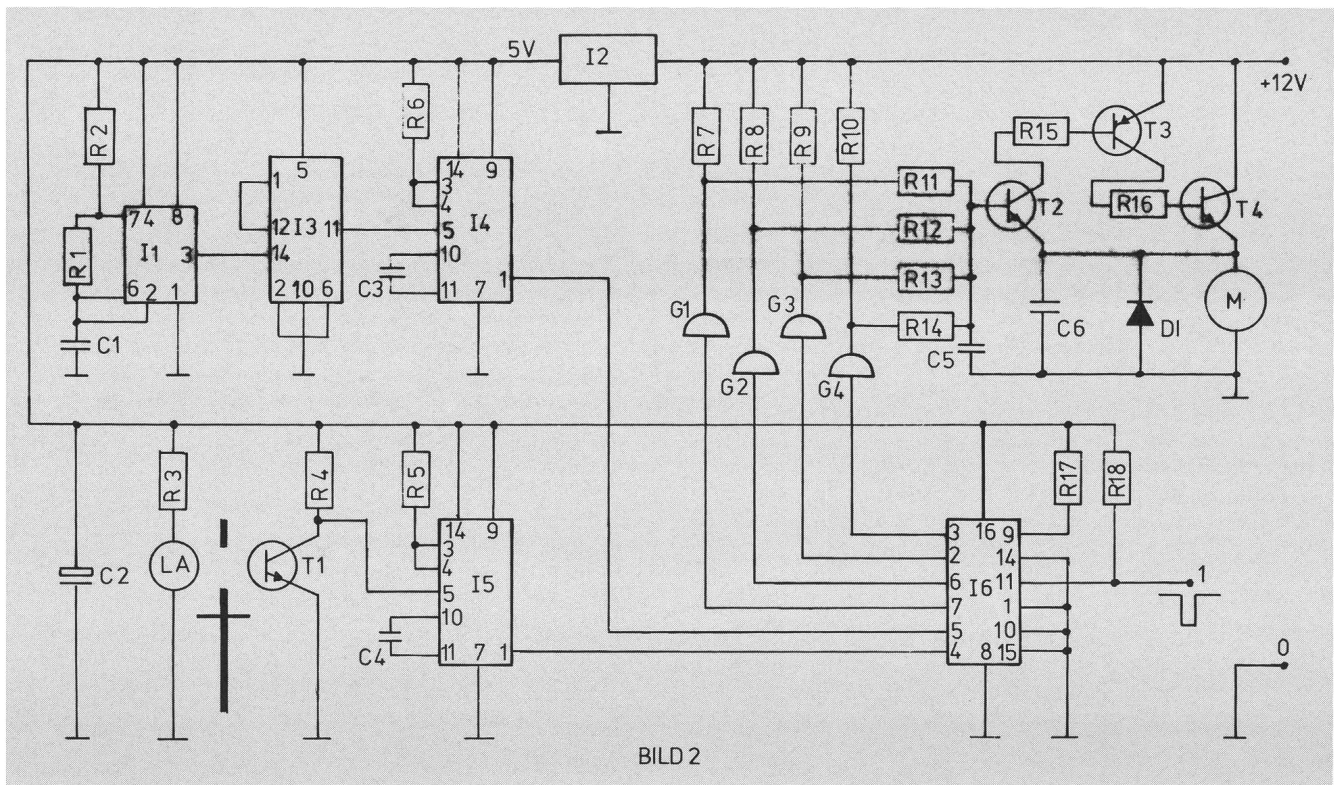 5V
I2
+12V
R2
R6
R7
R8
R9
R10
R15
T3
1
5
14 9
3
4
R11
T2
R16
T4
7 4 8
12 I3 11
5 I4
R12
R1
I1
3
14
10
R13
6 2 1
2 10 6
C3
11 7 1
G1
G3
R14
C6
DI
M
C1
G2
G4
C5
R3
R4
R5
R17
R18
14 9
3 16 9
C2
LA
T1
3
4
2 14
5 I5
6 I6 11
1
10
7 1
5 10
C4
11 7 1
4 8 15
0
BILD 2